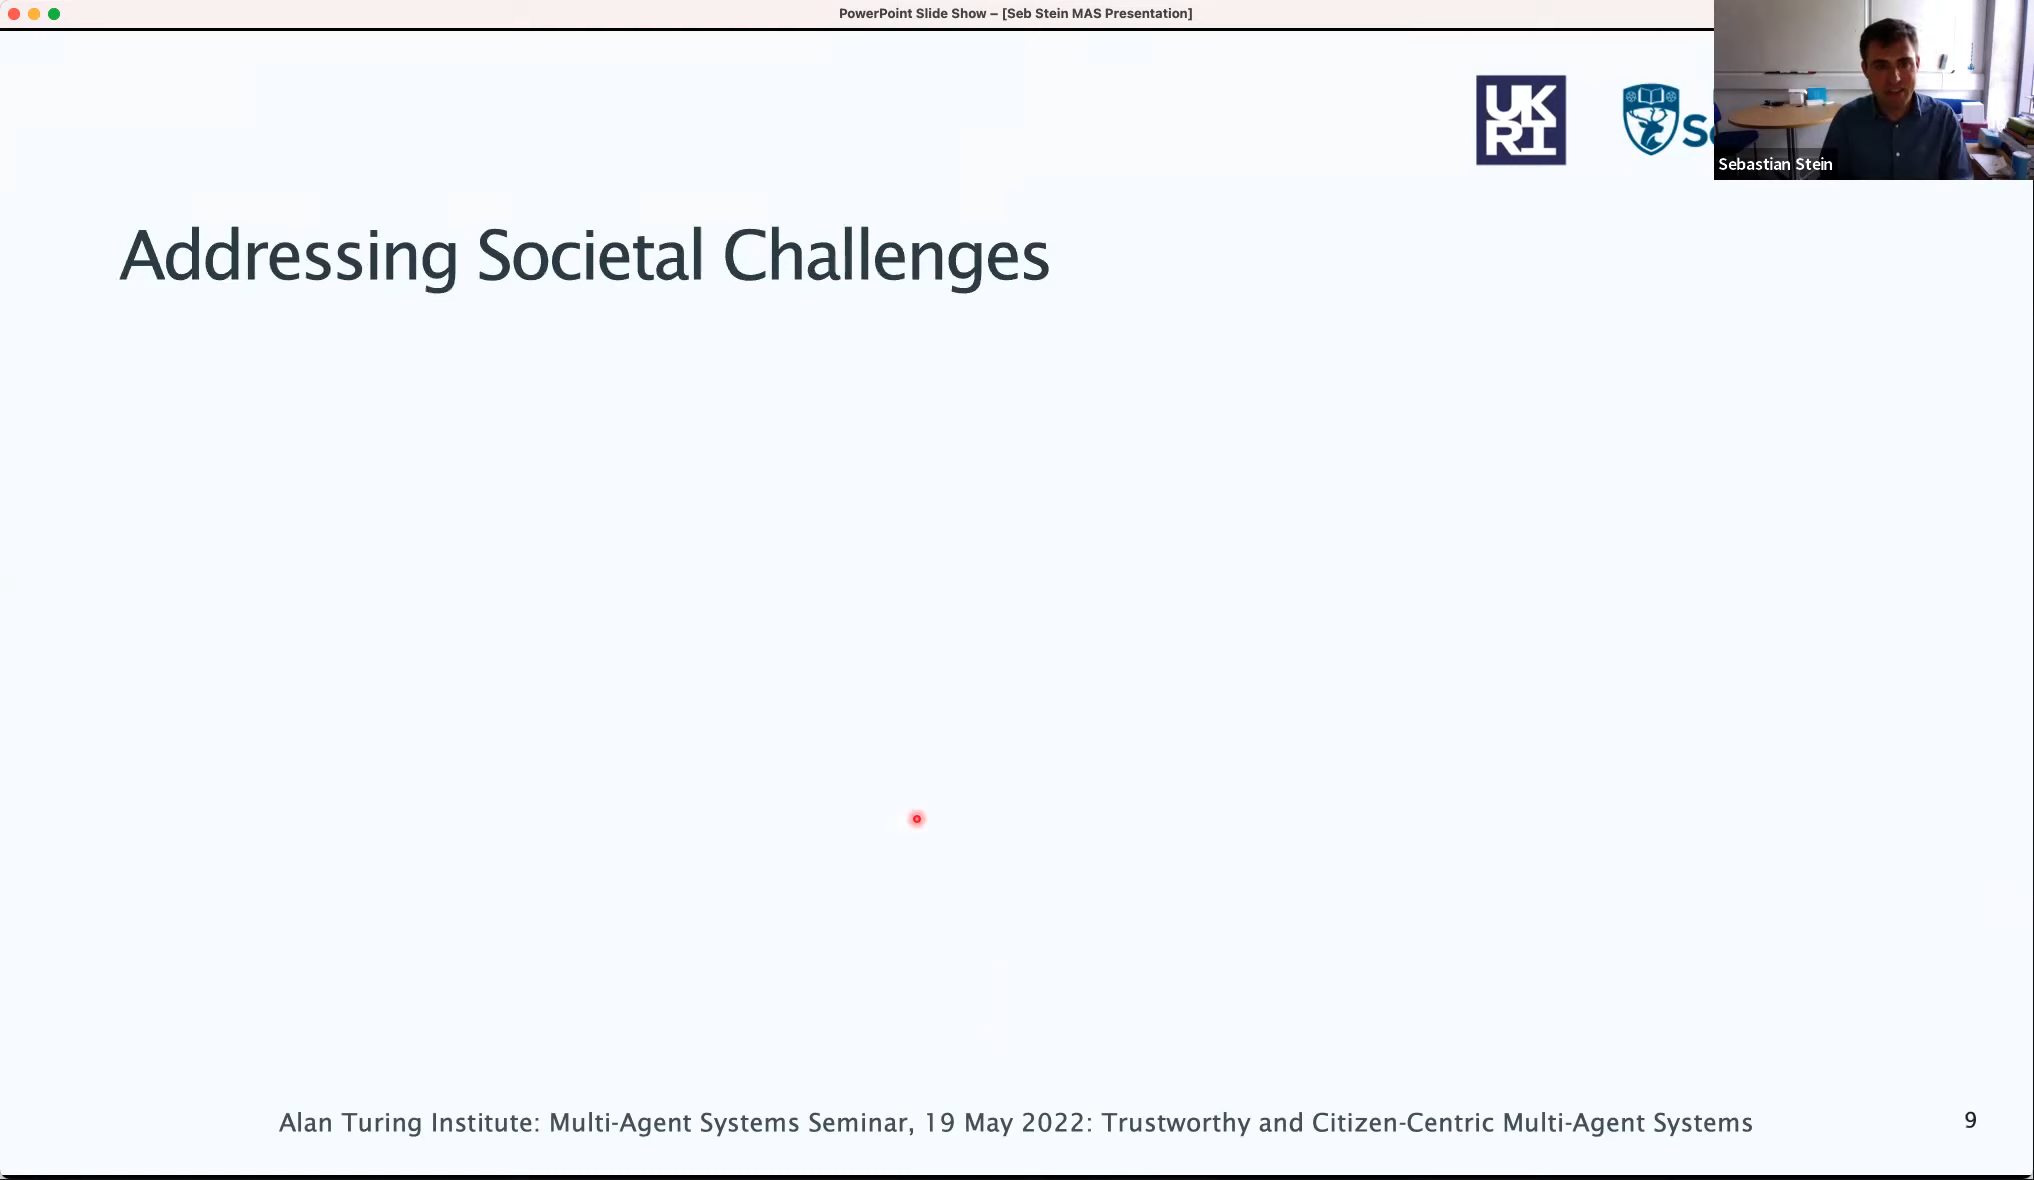 PowerPoint Slide Show – [Seb Stein MAS Presentation]
UK
RI
Sebastian Stein
Addressing Societal Challenges
Alan Turing Institute: Multi-Agent Systems Seminar, 19 May 2022: Trustworthy and Citizen-Centric Multi-Agent Systems
9